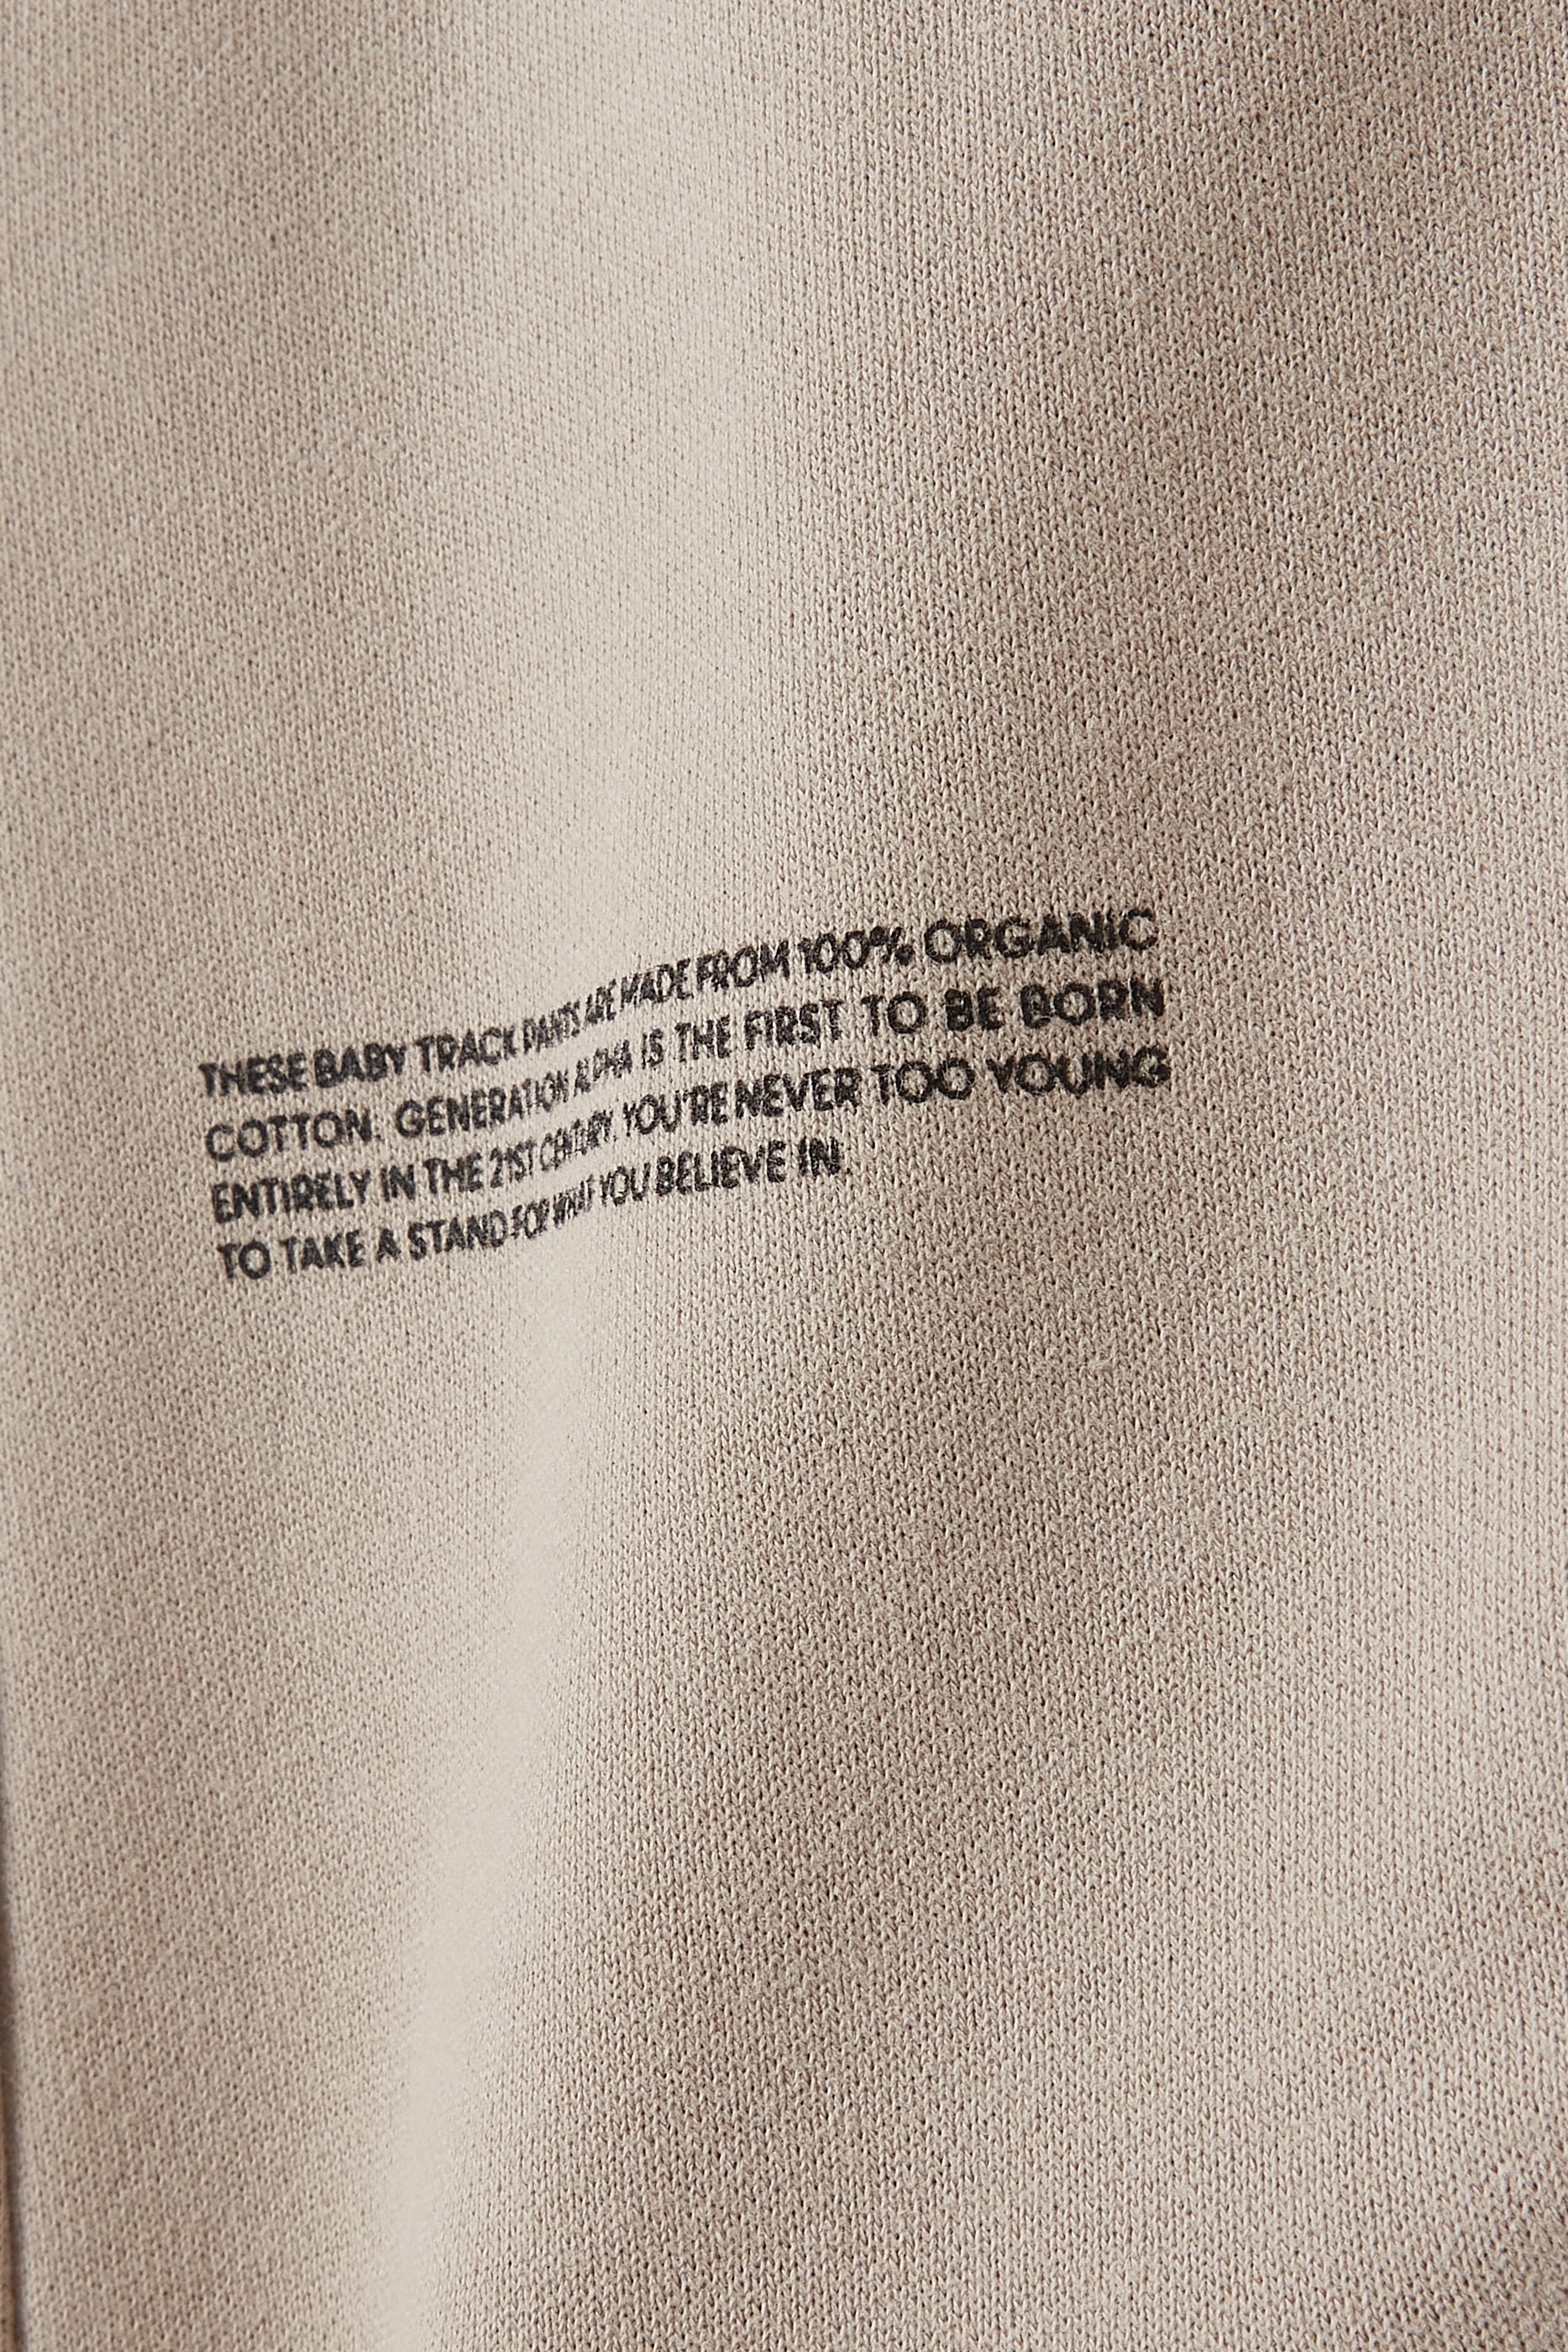 THESE BABY TRACK PANTS ARE MADE FROM 100% ORGANIC
COTTON. GENERATION ALPHA IS THE FIRST TO BE BORN
ENTIRELY IN THE 21ST CENTURY. YOU'RE NEVER TOO YOUNG
TO TAKE A STAND FOR WHAT YOU BELIEVE IN.